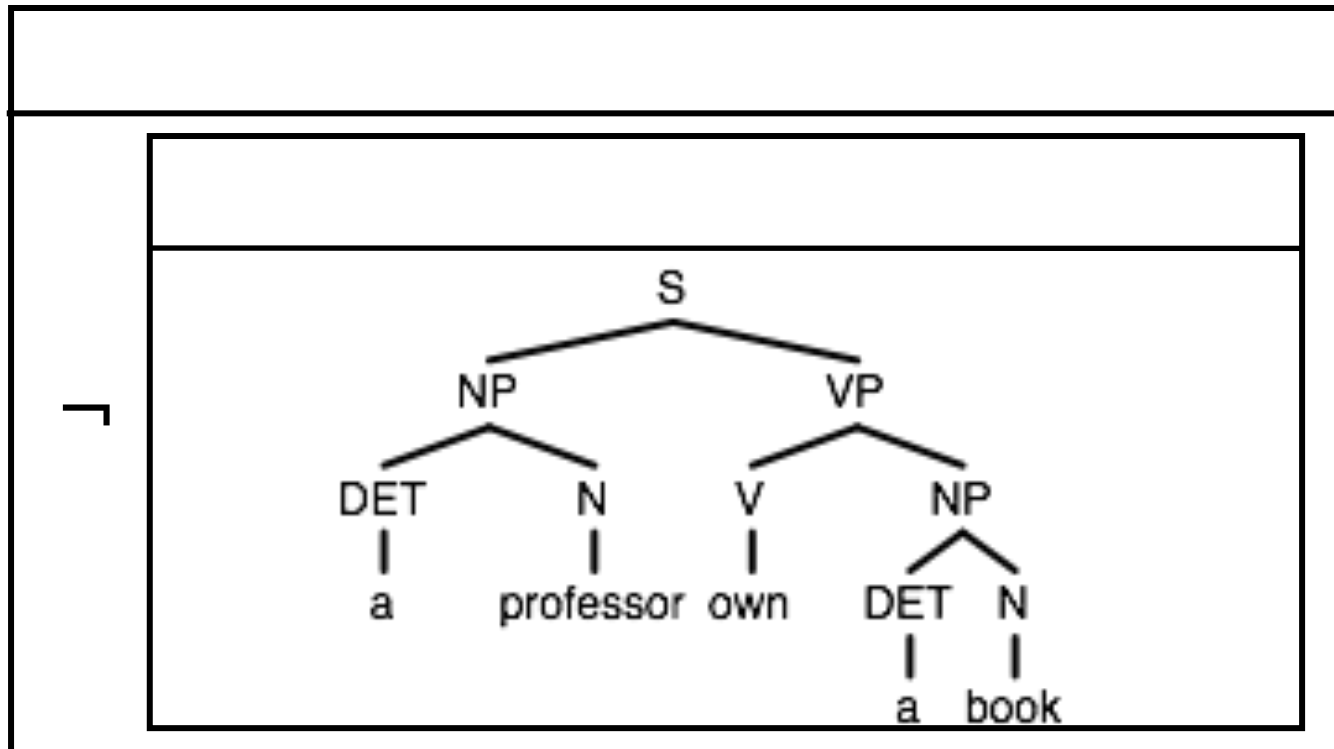 S
NP VP
¬ DET N V NP
a professor own DET N
a book